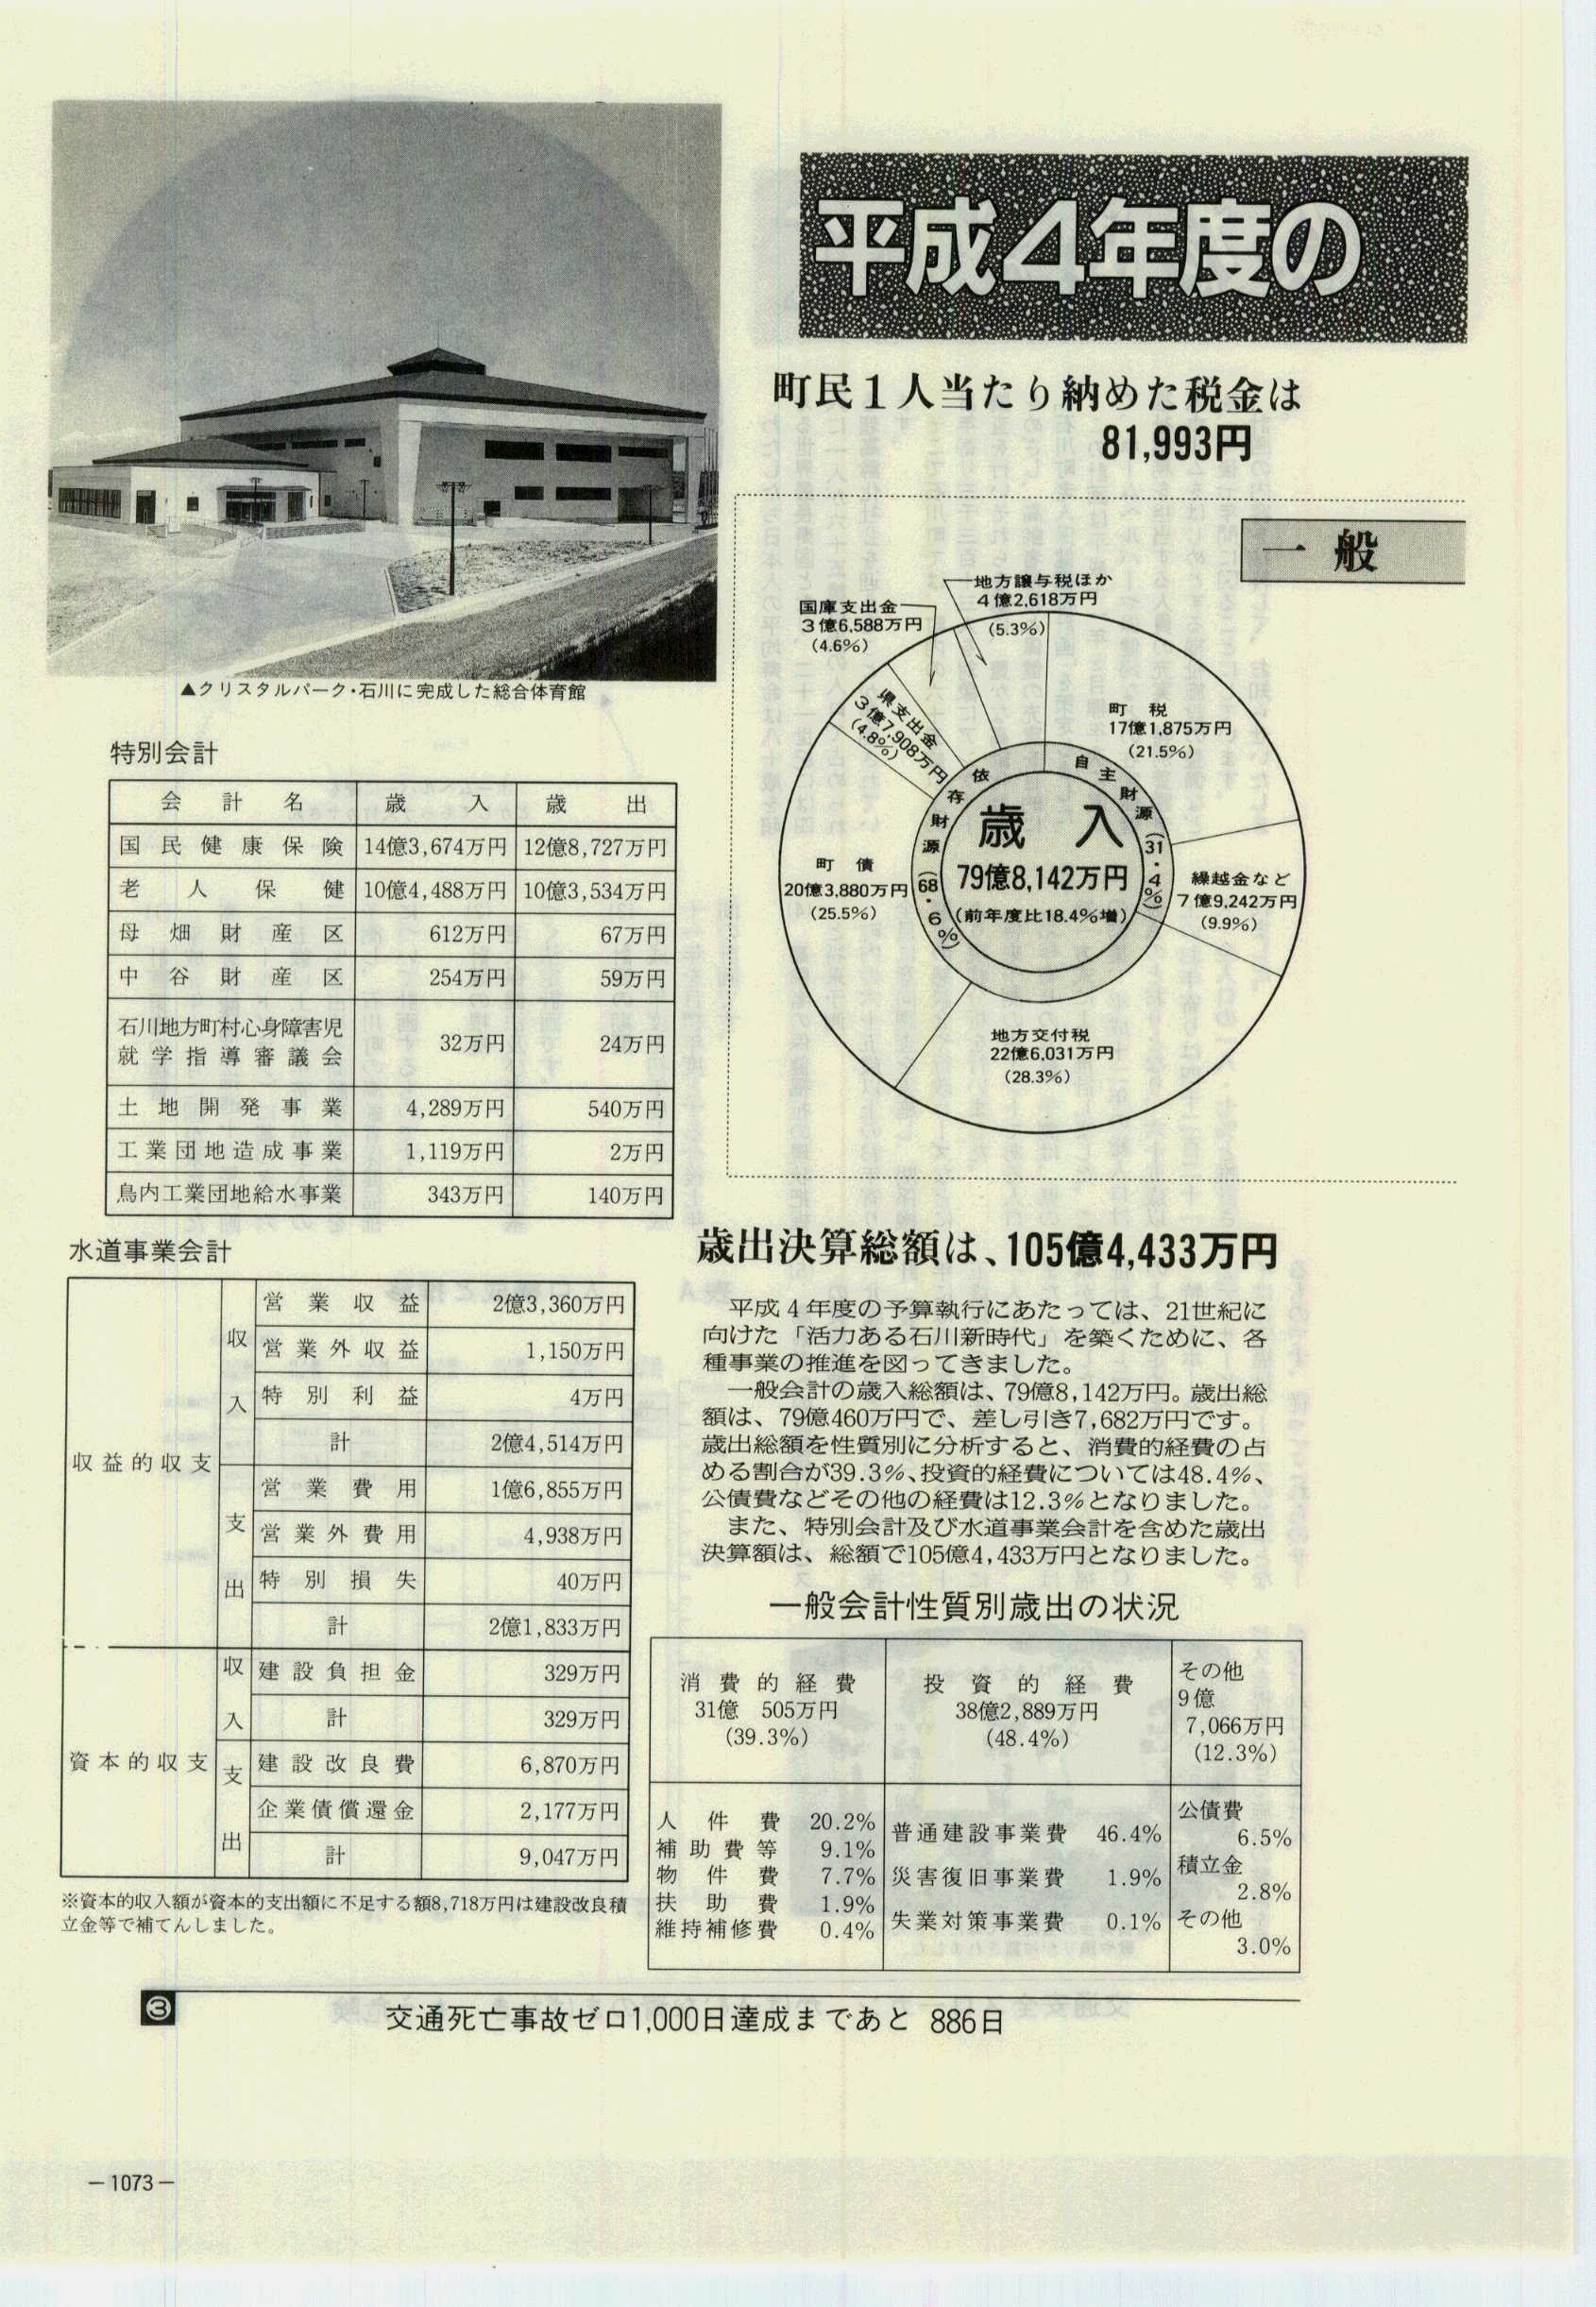 平成4年度の
町民1人当たり納めた税金は
81,993円
一般
▲クリスタルパーク・石川に完成した総合体育館
地方譲与税ほか
4億2,618万円
(5.3%)
国庫支出金
3億6,588万円
(4.6%)
県支出金
3億7,908万円
(4.8%)
町債
20億3,880万円
(25.5%)
町税
17億1,875万円
(21.5%)
繰越金など
7億9,242万円
(9.9%)
地方交付税
22億6,031万円
(28.3%)
依存財源(68.6%)
自主財源(31.4%)
歳入
79億8,142万円
(前年度比18.4%増)
特別会計
会計名 歳入 歳出
国民健康保険 14億3,674万円 12億8,727万円
老人保健 10億4,488万円 10億3,534万円
母畑財産区 612万円 67万円
中谷財産区 254万円 59万円
石川地方町村心身障害児
就学指導審議会 32万円 24万円
土地開発事業 4,289万円 540万円
工業団地造成事業 1,119万円 2万円
鳥内工業団地給水事業 343万円 140万円
水道事業会計
収益的収支
収入
営業収益 2億3,360万円
営業外収益 1,150万円
特別利益 4万円
計 2億4,514万円
支出
営業費用 1億6,855万円
営業外費用 4,938万円
特別損失 40万円
計 2億1,833万円
資本的収支
収入
建設負担金 329万円
計 329万円
支出
建設改良費 6,870万円
企業債償還金 2,177万円
計 9,047万円
※資本的収入額が資本的支出額に不足する額8,718万円は建設改良積
立金等で補てんしました。
歳出決算総額は、105億4,433万円
平成4年度の予算執行にあたっては、21世紀に
向けた「活力ある石川新時代」を築くために、各
種事業の推進を図ってきました。
一般会計の歳入総額は、79億8,142万円。歳出総
額は、79億460万円で、差し引き7,682万円です。
歳出総額を性質別に分析すると、消費的経費の占
める割合が39.3%、投資的経費については48.4%、
公債費などその他の経費は12.3%となりました。
また、特別会計及び水道事業会計を含めた歳出
決算額は、総額で105億4,433万円となりました。
一般会計性質別歳出の状況
消費的経費
31億 505万円
(39.3%)
投資的経費
38億2,889万円
(48.4%)
その他
9億
7,066万円
(12.3%)
人件費 20.2%
補助費等 9.1%
物件費 7.7%
扶助費 1.9%
維持補修費 0.4%
普通建設事業費 46.4%
災害復旧事業費 1.9%
失業対策事業費 0.1%
公債費
6.5%
積立金
2.8%
その他
3.0%
③
交通死亡事故ゼロ1,000日達成まであと 886日
－1073－